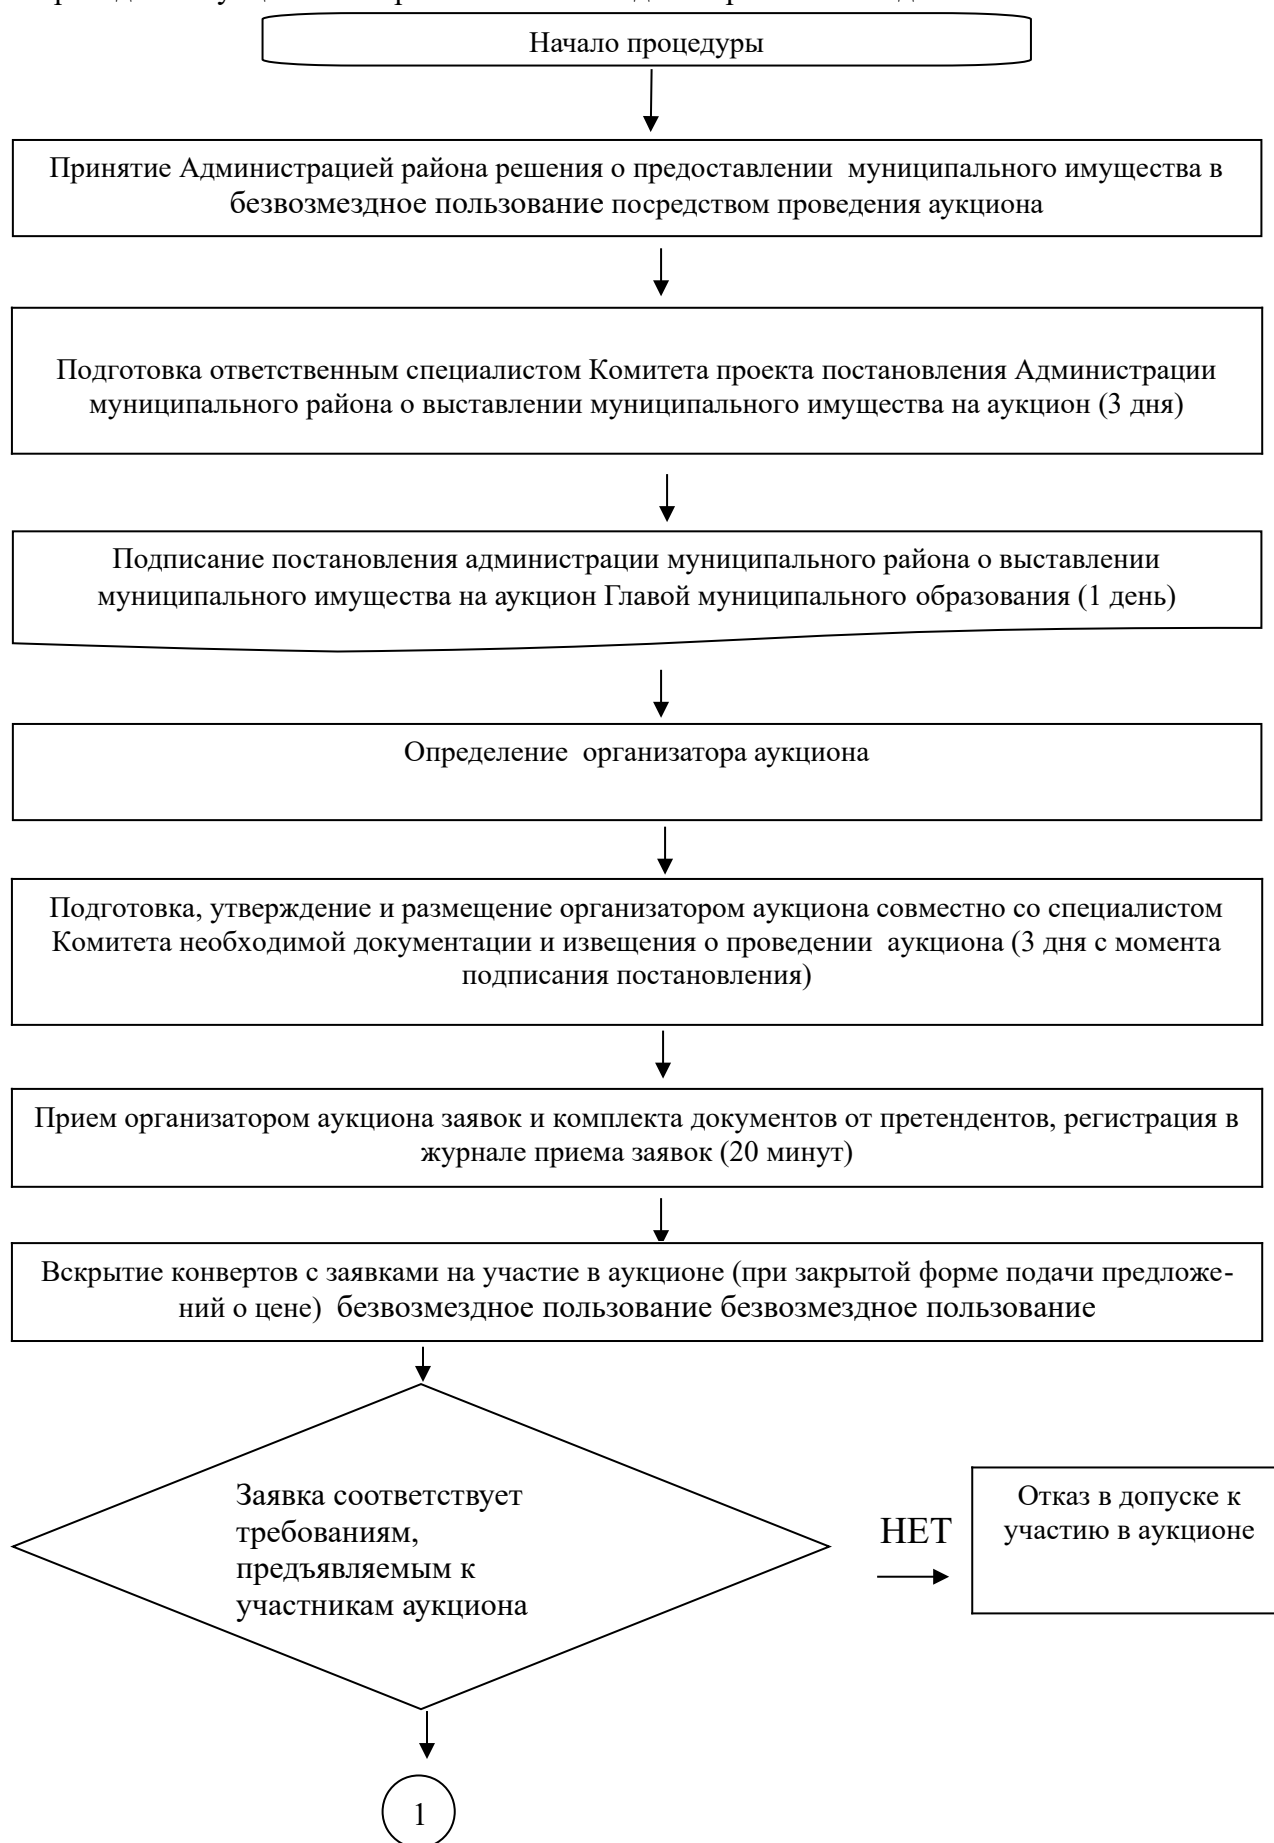 Начало процедуры
Принятие Администрацией района решения о предоставлении  муниципального имущества в
безвозмездное пользование посредством проведения аукциона
Подготовка ответственным специалистом Комитета проекта постановления Администрации
муниципального района о выставлении муниципального имущества на аукцион (3 дня)
Подписание постановления администрации муниципального района о выставлении
муниципального имущества на аукцион Главой муниципального образования (1 день)
Определение  организатора аукциона
Подготовка, утверждение и размещение организатором аукциона совместно со специалистом
Комитета необходимой документации и извещения о проведении  аукциона (3 дня с момента
подписания постановления)
Прием организатором аукциона заявок и комплекта документов от претендентов, регистрация в
журнале приема заявок (20 минут)
Вскрытие конвертов с заявками на участие в аукционе (при закрытой форме подачи предложе-
ний о цене)  безвозмездное пользование безвозмездное пользование
Заявка соответствует
требованиям,
предъявляемым к
участникам аукциона
НЕТ
Отказ в допуске к
участию в аукционе
1